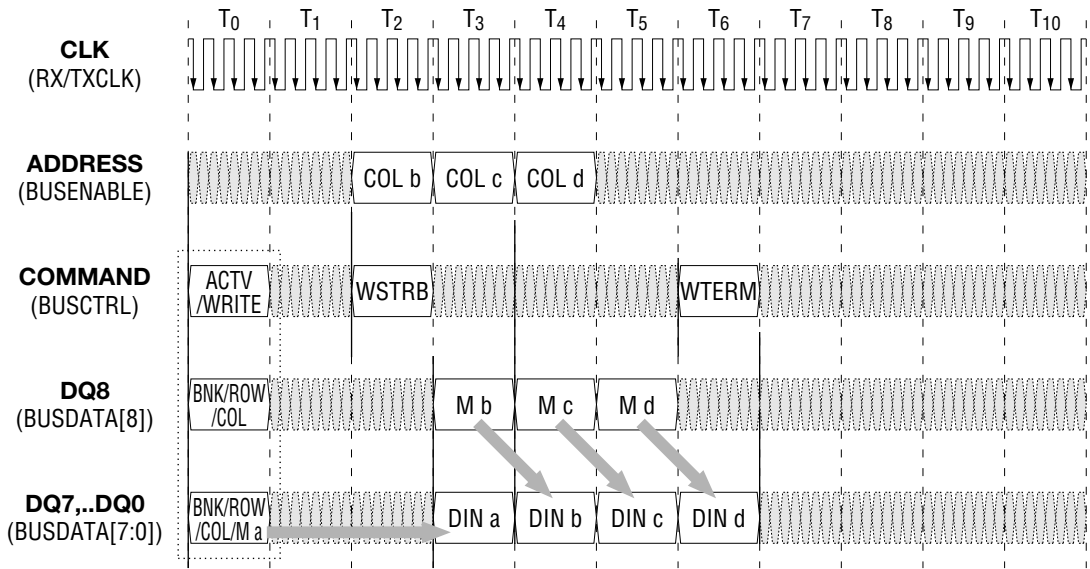 T0 T1 T2 T3 T4 T5 T6 T7 T8 T9 T10
CLK
(RX/TXCLK)
ADDRESS
(BUSENABLE)
COL b COL c COL d
COMMAND
(BUSCTRL)
ACTV
/WRITE
WSTRB
WTERM
DQ8
(BUSDATA[8])
BNK/ROW
/COL
M b M c M d
DQ7,..DQ0
(BUSDATA[7:0])
BNK/ROW
/COL/M a
DIN a DIN b DIN c DIN d